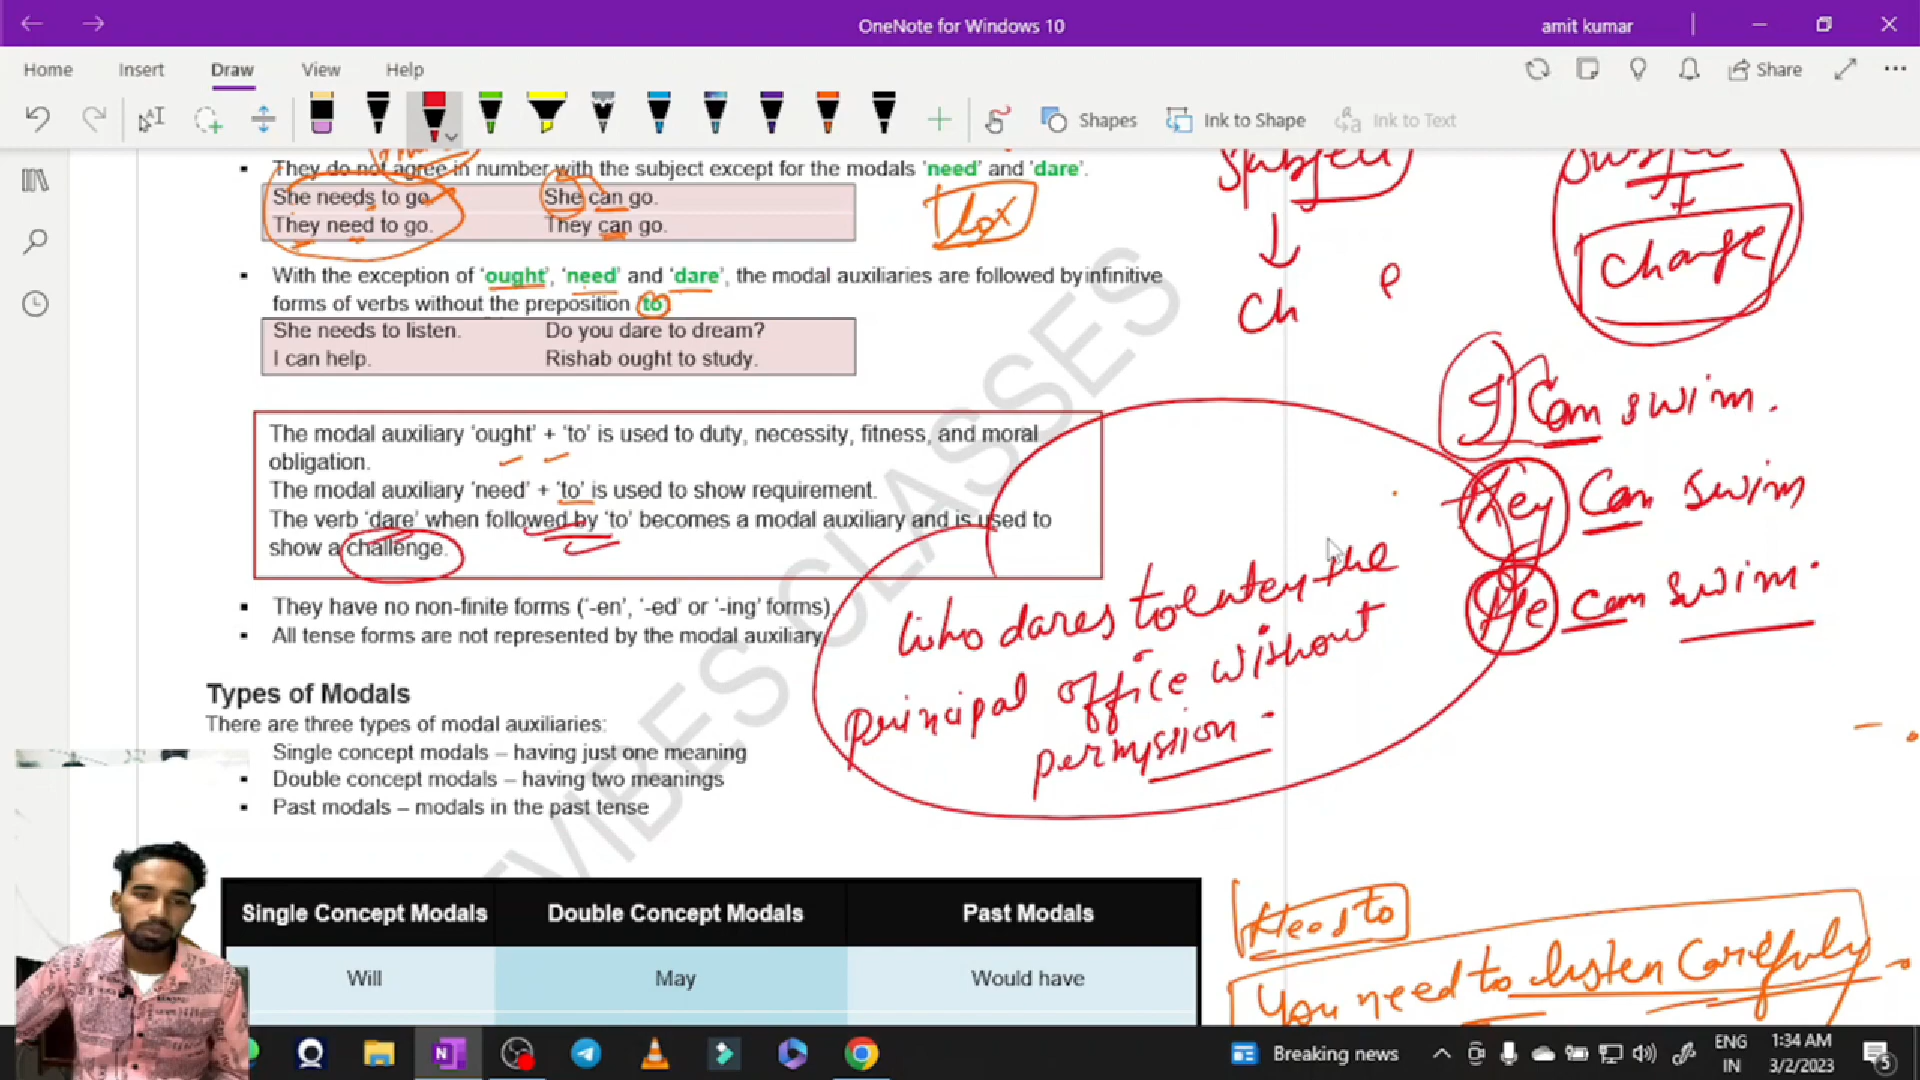 OneNote for Windows 10
amit kumar
Home Insert Draw View Help
Share
Shapes Ink to Shape Ink to Text
They do not agree in number with the subject except for the modals 'need' and 'dare'.
She needs to go. She can go.
They need to go. They can go.
With the exception of 'ought', 'need' and 'dare', the modal auxiliaries are followed by infinitive
forms of verbs without the preposition to
She needs to listen. Do you dare to dream?
I can help. Rishab ought to study.
The modal auxiliary 'ought' + 'to' is used to duty, necessity, fitness, and moral
obligation.
The modal auxiliary 'need' + 'to' is used to show requirement.
The verb 'dare' when followed by 'to' becomes a modal auxiliary and is used to
show a challenge.
They have no non-finite forms ('-en', '-ed' or '-ing' forms)
All tense forms are not represented by the modal auxiliary
Types of Modals
There are three types of modal auxiliaries:
Single concept modals – having just one meaning
Double concept modals – having two meanings
Past modals – modals in the past tense
Single Concept Modals Double Concept Modals Past Modals
Will May Would have
VIBES CLASSES
Ch
change
I can swim.
They can swim
He can swim.
Who dares to enter the
principal office without
permission
Need to
You need to listen carefully
Breaking news
ENG
IN
1:34 AM
3/2/2023
5